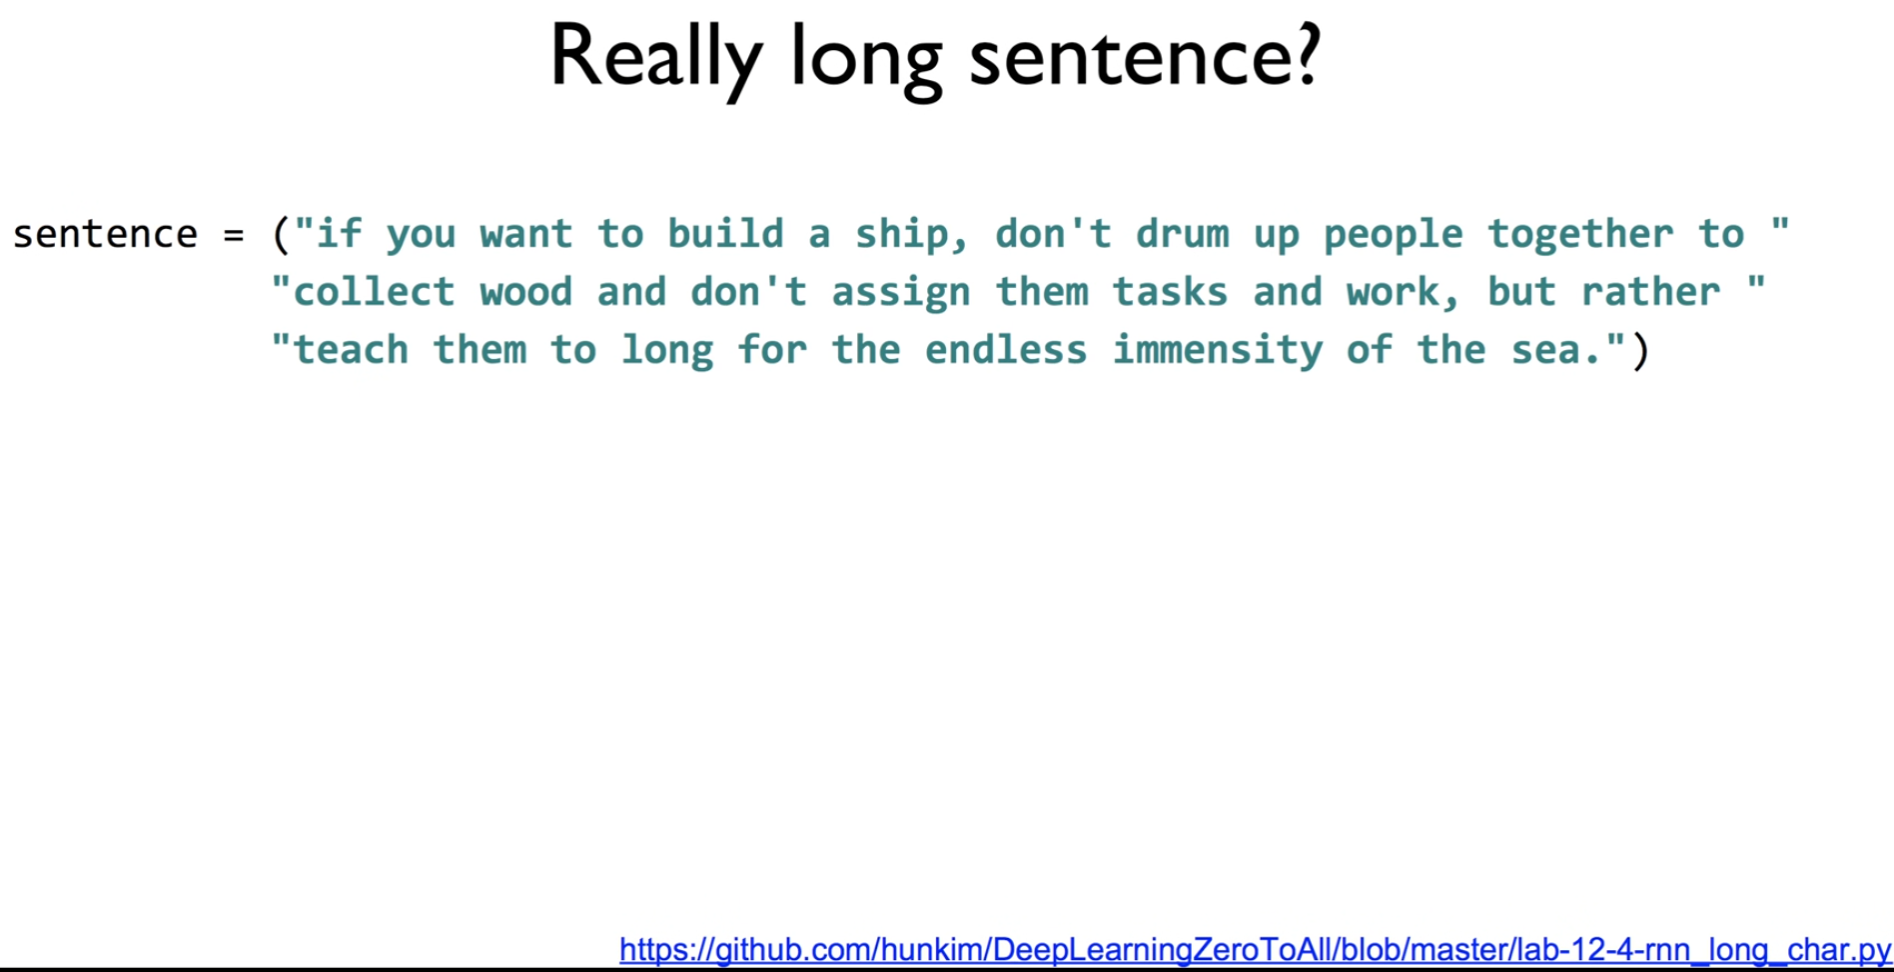 Really long sentence?
sentence = ("if you want to build a ship, don't drum up people together to "
"collect wood and don't assign them tasks and work, but rather "
"teach them to long for the endless immensity of the sea.")
https://github.com/hunkim/DeepLearningZeroToAll/blob/master/lab-12-4-rnn_long_char.py